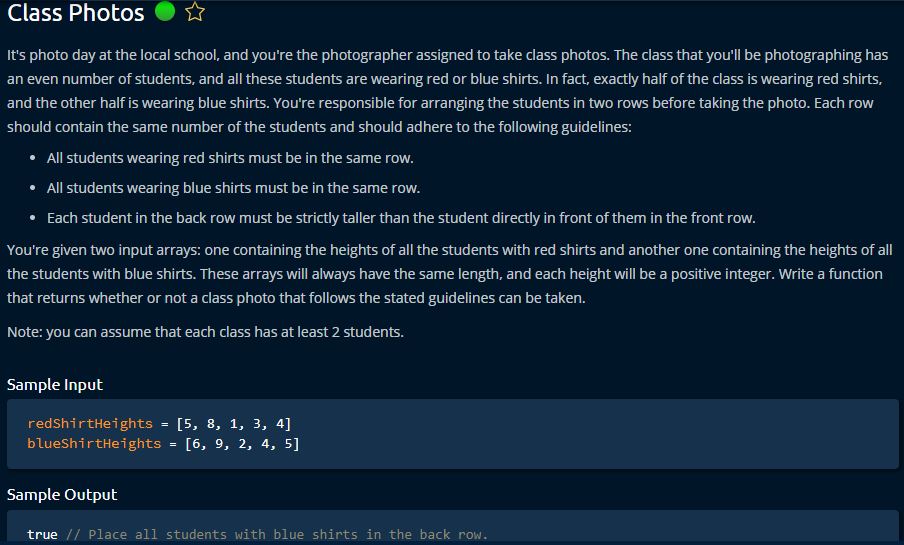 Class Photos
It's photo day at the local school, and you're the photographer assigned to take class photos. The class that you'll be photographing has
an even number of students, and all these students are wearing red or blue shirts. In fact, exactly half of the class is wearing red shirts,
and the other half is wearing blue shirts. You're responsible for arranging the students in two rows before taking the photo. Each row
should contain the same number of the students and should adhere to the following guidelines:
• All students wearing red shirts must be in the same row.
• All students wearing blue shirts must be in the same row.
• Each student in the back row must be strictly taller than the student directly in front of them in the front row.
You're given two input arrays: one containing the heights of all the students with red shirts and another one containing the heights of all
the students with blue shirts. These arrays will always have the same length, and each height will be a positive integer. Write a function
that returns whether or not a class photo that follows the stated guidelines can be taken.
Note: you can assume that each class has at least 2 students.
Sample Input
redShirtHeights = [5, 8, 1, 3, 4]
blueShirtHeights = [6, 9, 2, 4, 5]
Sample Output
true // Place all students with blue shirts in the back row.